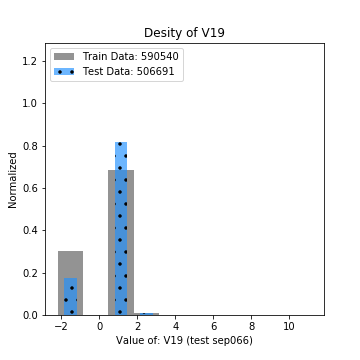 Desity of V19
Train Data: 590540
Test Data: 506691
1.2
1.0
0.8
0.6
0.4
0.2
0.0
Normalized
−2 0 2 4 6 8 10
Value of: V19 (test sep066)